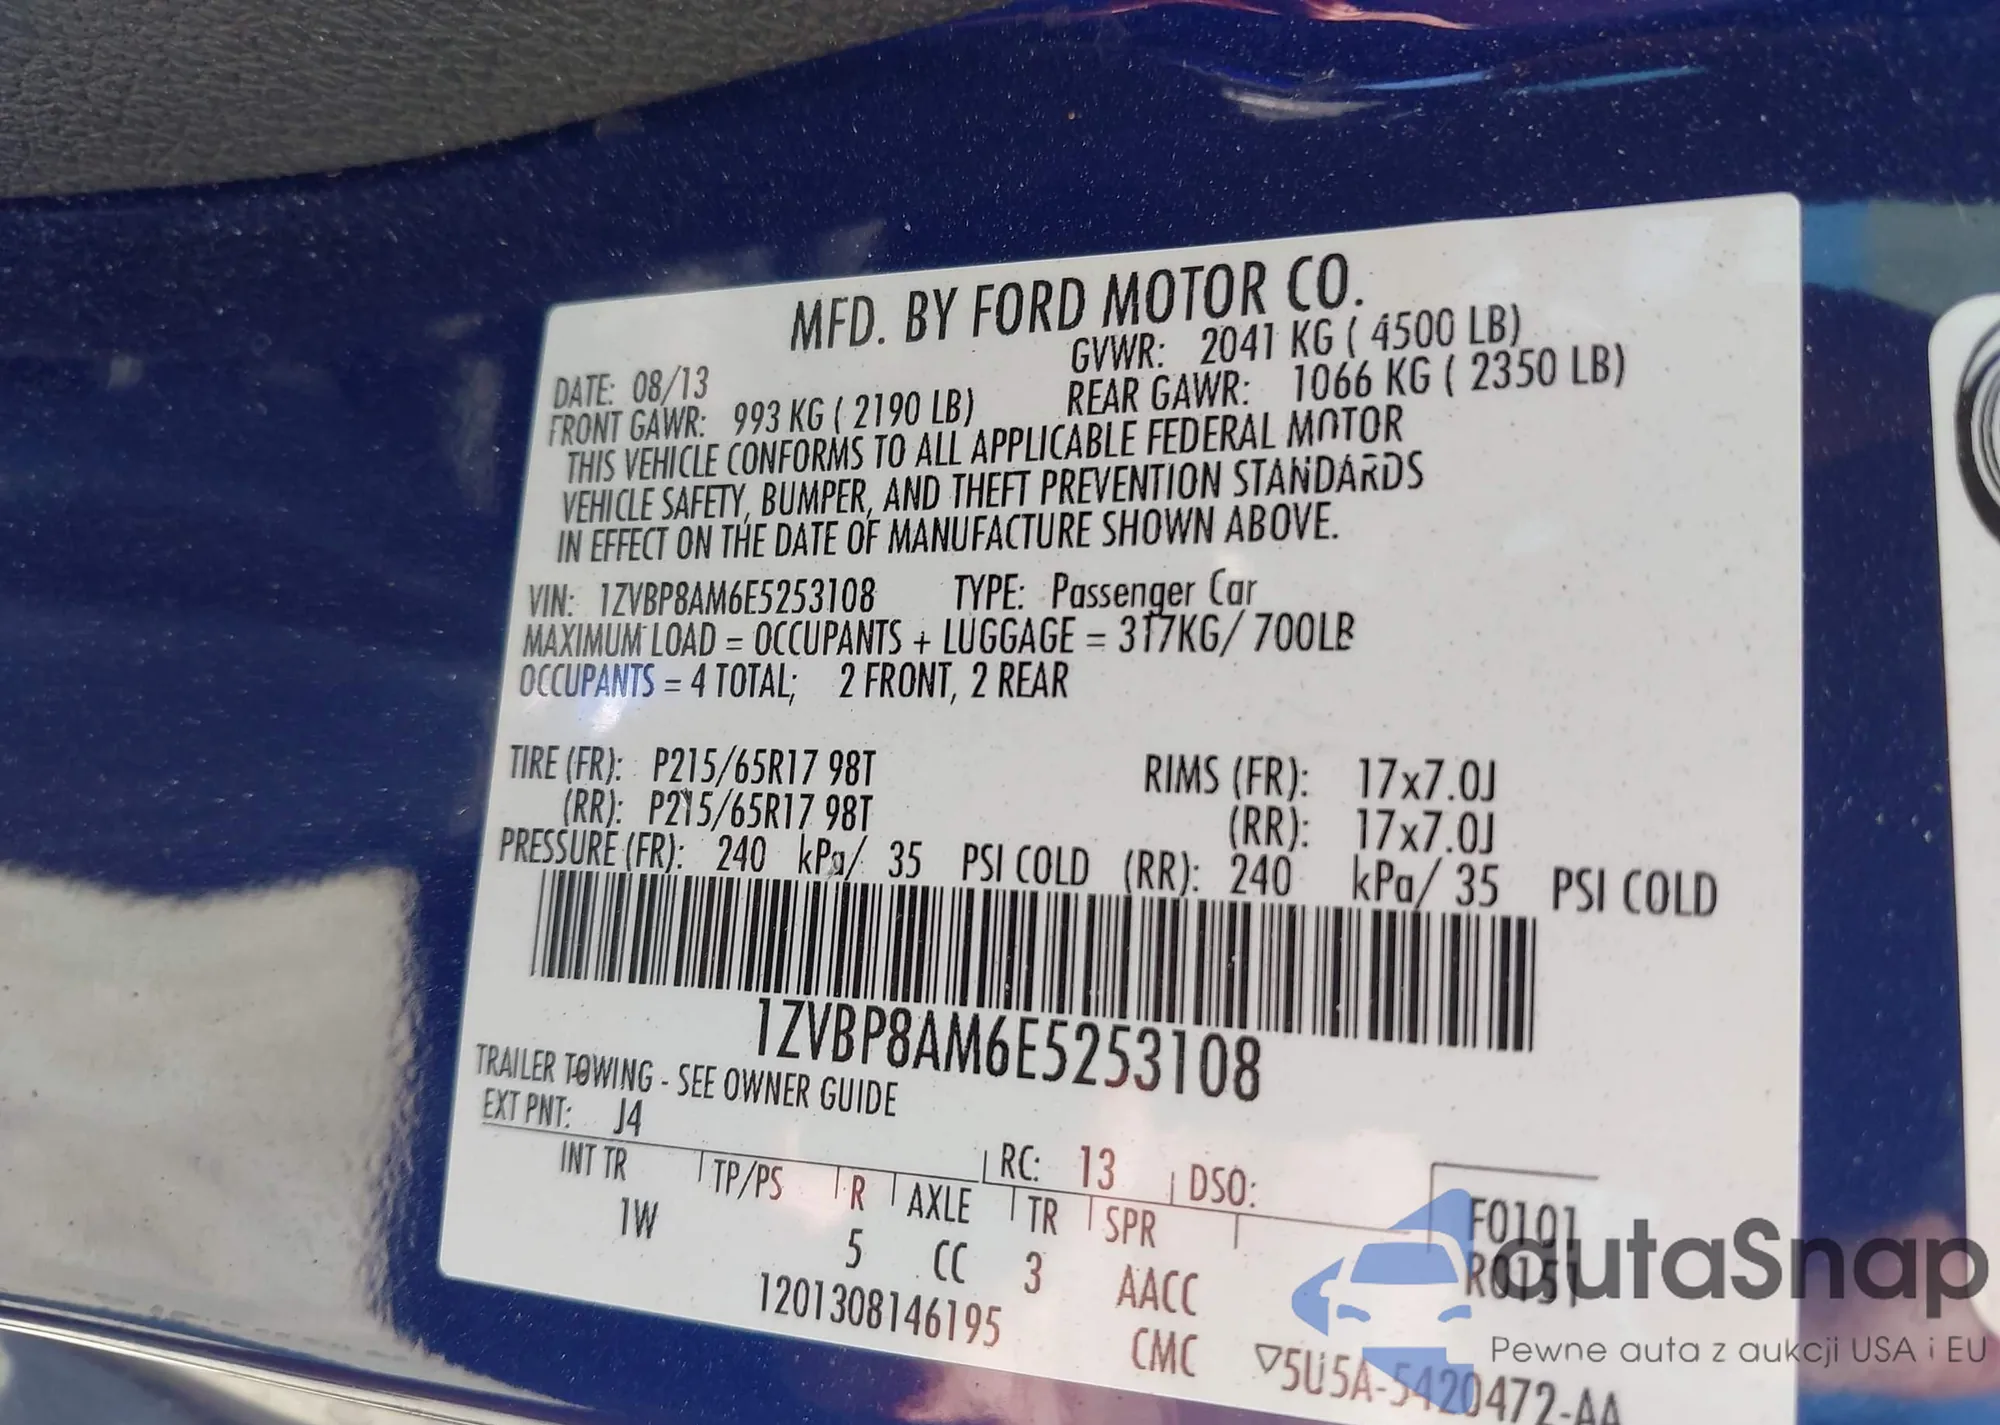 MFD. BY FORD MOTOR CO.
DATE: 08/13 GVWR: 2041 KG ( 4500 LB)
FRONT GAWR: 993 KG ( 2190 LB) REAR GAWR: 1066 KG ( 2350 LB)
THIS VEHICLE CONFORMS TO ALL APPLICABLE FEDERAL MOTOR
VEHICLE SAFETY, BUMPER, AND THEFT PREVENTION STANDARDS
IN EFFECT ON THE DATE OF MANUFACTURE SHOWN ABOVE.
VIN: 1ZVBP8AM6E5253108 TYPE: Passenger Car
MAXIMUM LOAD = OCCUPANTS + LUGGAGE = 317KG/ 700LB
OCCUPANTS = 4 TOTAL; 2 FRONT, 2 REAR
TIRE (FR): P215/65R17 98T RIMS (FR): 17x7.0J
(RR): P215/65R17 98T (RR): 17x7.0J
PRESSURE (FR): 240 kPa/ 35 PSI COLD (RR): 240 kPa/ 35 PSI COLD
1ZVBP8AM6E5253108
TRAILER TOWING - SEE OWNER GUIDE
EXT PNT: J4 RC: 13 DSO:
INT TR TP/PS R AXLE TR SPR F0101
1W 5 CC 3 AACC R0151
1201308146195 CMC ▽5U5A-5420472-AA
autaSnap
Pewne auta z aukcji USA i EU